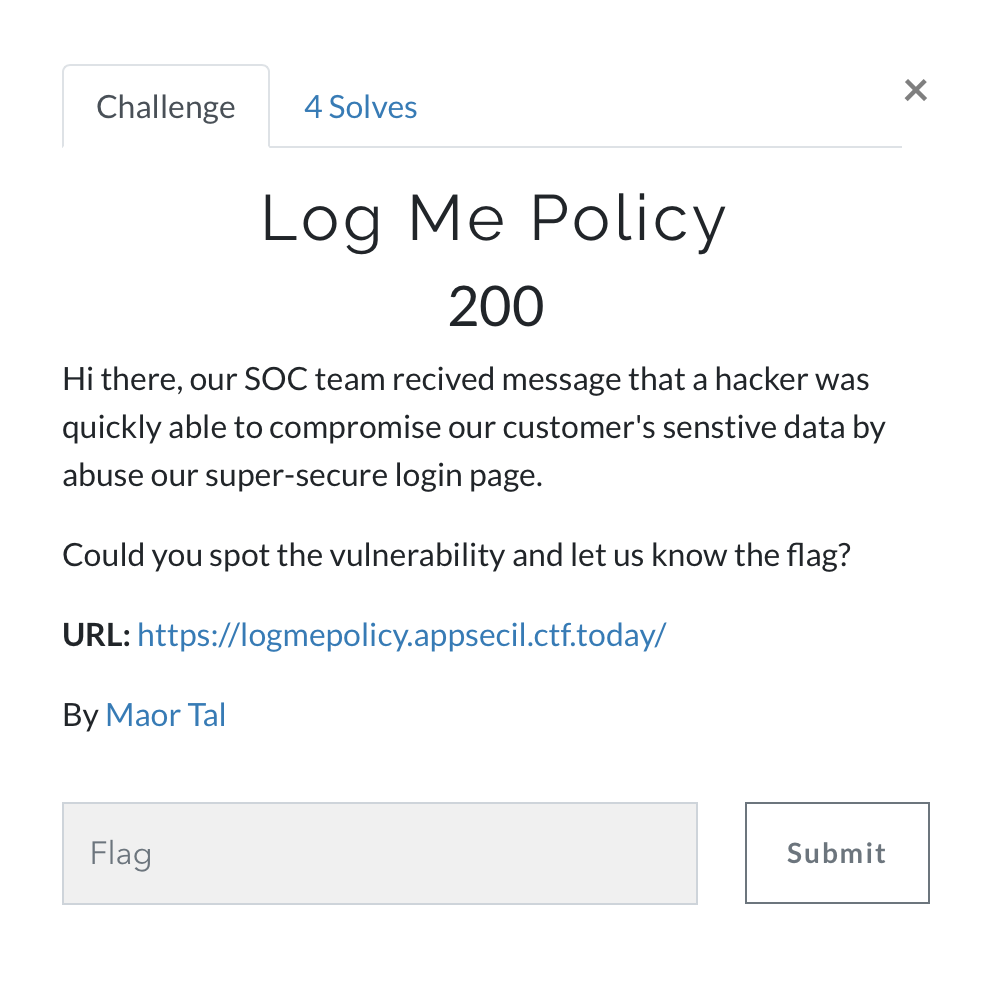 Challenge
4 Solves
×
Log Me Policy
200
Hi there, our SOC team recived message that a hacker was
quickly able to compromise our customer's senstive data by
abuse our super-secure login page.
Could you spot the vulnerability and let us know the flag?
URL: https://logmepolicy.appsecil.ctf.today/
By Maor Tal
Flag
Submit